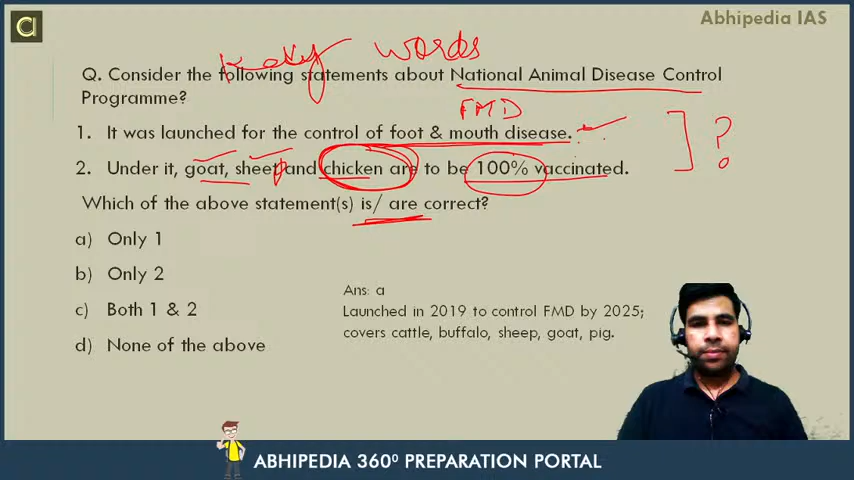 Abhipedia IAS
a
Key words
Q. Consider the following statements about National Animal Disease Control
Programme?
FMD
1. It was launched for the control of foot & mouth disease.
2. Under it, goat, sheep and chicken are to be 100% vaccinated.
?
Which of the above statement(s) is/ are correct?
a) Only 1
b) Only 2
c) Both 1 & 2
d) None of the above
Ans: a
Launched in 2019 to control FMD by 2025;
covers cattle, buffalo, sheep, goat, pig.
ABHIPEDIA 360⁰ PREPARATION PORTAL